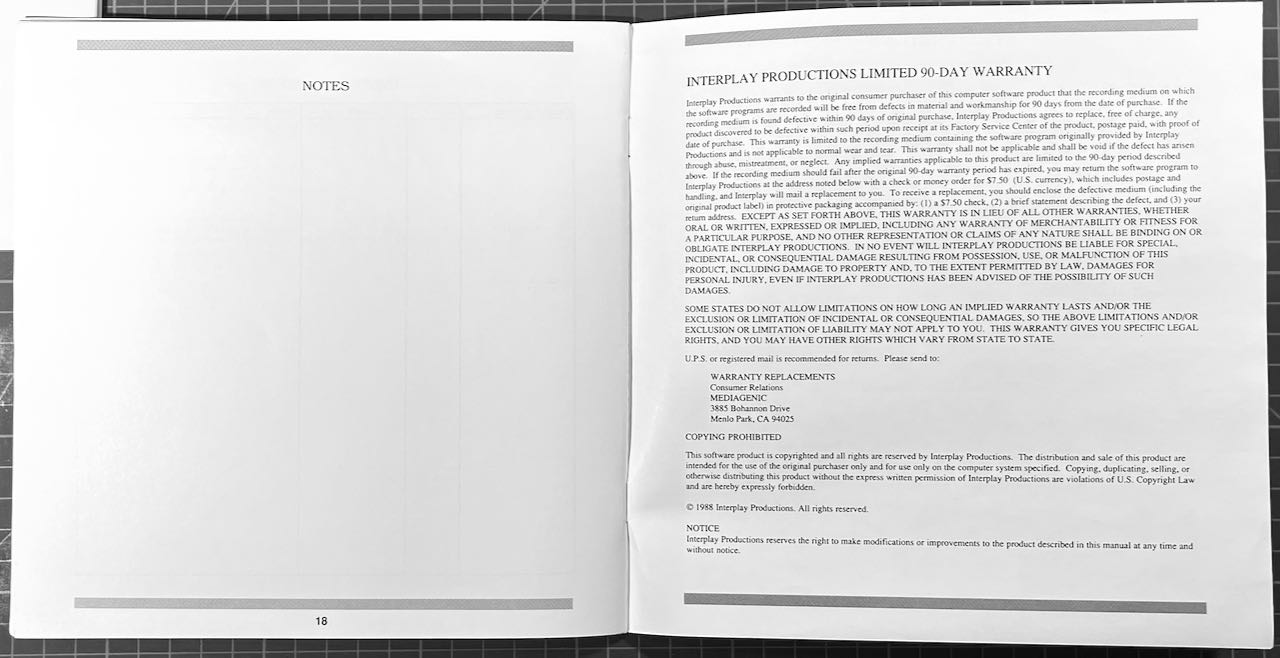 NOTES
18
INTERPLAY PRODUCTIONS LIMITED 90-DAY WARRANTY
Interplay Productions warrants to the original consumer purchaser of this computer software product that the recording medium on which
the software programs are recorded will be free from defects in material and workmanship for 90 days from the date of purchase. If the
recording medium is found defective within 90 days of original purchase, Interplay Productions agrees to replace, free of charge, any
product discovered to be defective within such period upon receipt at its Factory Service Center of the product, postage paid, with proof of
date of purchase. This warranty is limited to the recording medium containing the software program originally provided by Interplay
Productions and is not applicable to normal wear and tear. This warranty shall not be applicable and shall be void if the defect has arisen
through abuse, mistreatment, or neglect. Any implied warranties applicable to this product are limited to the 90-day period described
above. If the recording medium should fail after the original 90-day warranty period has expired, you may return the software program to
Interplay Productions at the address noted below with a check or money order for $7.50 (U.S. currency), which includes postage and
handling, and Interplay will mail a replacement to you. To receive a replacement, you should enclose the defective medium (including the
original product label) in protective packaging accompanied by: (1) a $7.50 check, (2) a brief statement describing the defect, and (3) your
return address. EXCEPT AS SET FORTH ABOVE, THIS WARRANTY IS IN LIEU OF ALL OTHER WARRANTIES, WHETHER
ORAL OR WRITTEN, EXPRESSED OR IMPLIED, INCLUDING ANY WARRANTY OF MERCHANTABILITY OR FITNESS FOR
A PARTICULAR PURPOSE, AND NO OTHER REPRESENTATION OR CLAIMS OF ANY NATURE SHALL BE BINDING ON OR
OBLIGATE INTERPLAY PRODUCTIONS. IN NO EVENT WILL INTERPLAY PRODUCTIONS BE LIABLE FOR SPECIAL,
INCIDENTAL, OR CONSEQUENTIAL DAMAGE RESULTING FROM POSSESSION, USE, OR MALFUNCTION OF THIS
PRODUCT, INCLUDING DAMAGE TO PROPERTY AND, TO THE EXTENT PERMITTED BY LAW, DAMAGES FOR
PERSONAL INJURY, EVEN IF INTERPLAY PRODUCTIONS HAS BEEN ADVISED OF THE POSSIBILITY OF SUCH
DAMAGES.
SOME STATES DO NOT ALLOW LIMITATIONS ON HOW LONG AN IMPLIED WARRANTY LASTS AND/OR THE
EXCLUSION OR LIMITATION OF INCIDENTAL OR CONSEQUENTIAL DAMAGES, SO THE ABOVE LIMITATIONS AND/OR
EXCLUSION OR LIMITATION OF LIABILITY MAY NOT APPLY TO YOU. THIS WARRANTY GIVES YOU SPECIFIC LEGAL
RIGHTS, AND YOU MAY HAVE OTHER RIGHTS WHICH VARY FROM STATE TO STATE.
U.P.S. or registered mail is recommended for returns. Please send to:
WARRANTY REPLACEMENTS
Consumer Relations
MEDIAGENIC
3885 Bohannon Drive
Menlo Park, CA 94025
COPYING PROHIBITED
This software product is copyrighted and all rights are reserved by Interplay Productions. The distribution and sale of this product are
intended for the use of the original purchaser only and for use only on the computer system specified. Copying, duplicating, selling, or
otherwise distributing this product without the express written permission of Interplay Productions are violations of U.S. Copyright Law
and are hereby expressly forbidden.
© 1988 Interplay Productions. All rights reserved.
NOTICE
Interplay Productions reserves the right to make modifications or improvements to the product described in this manual at any time and
without notice.